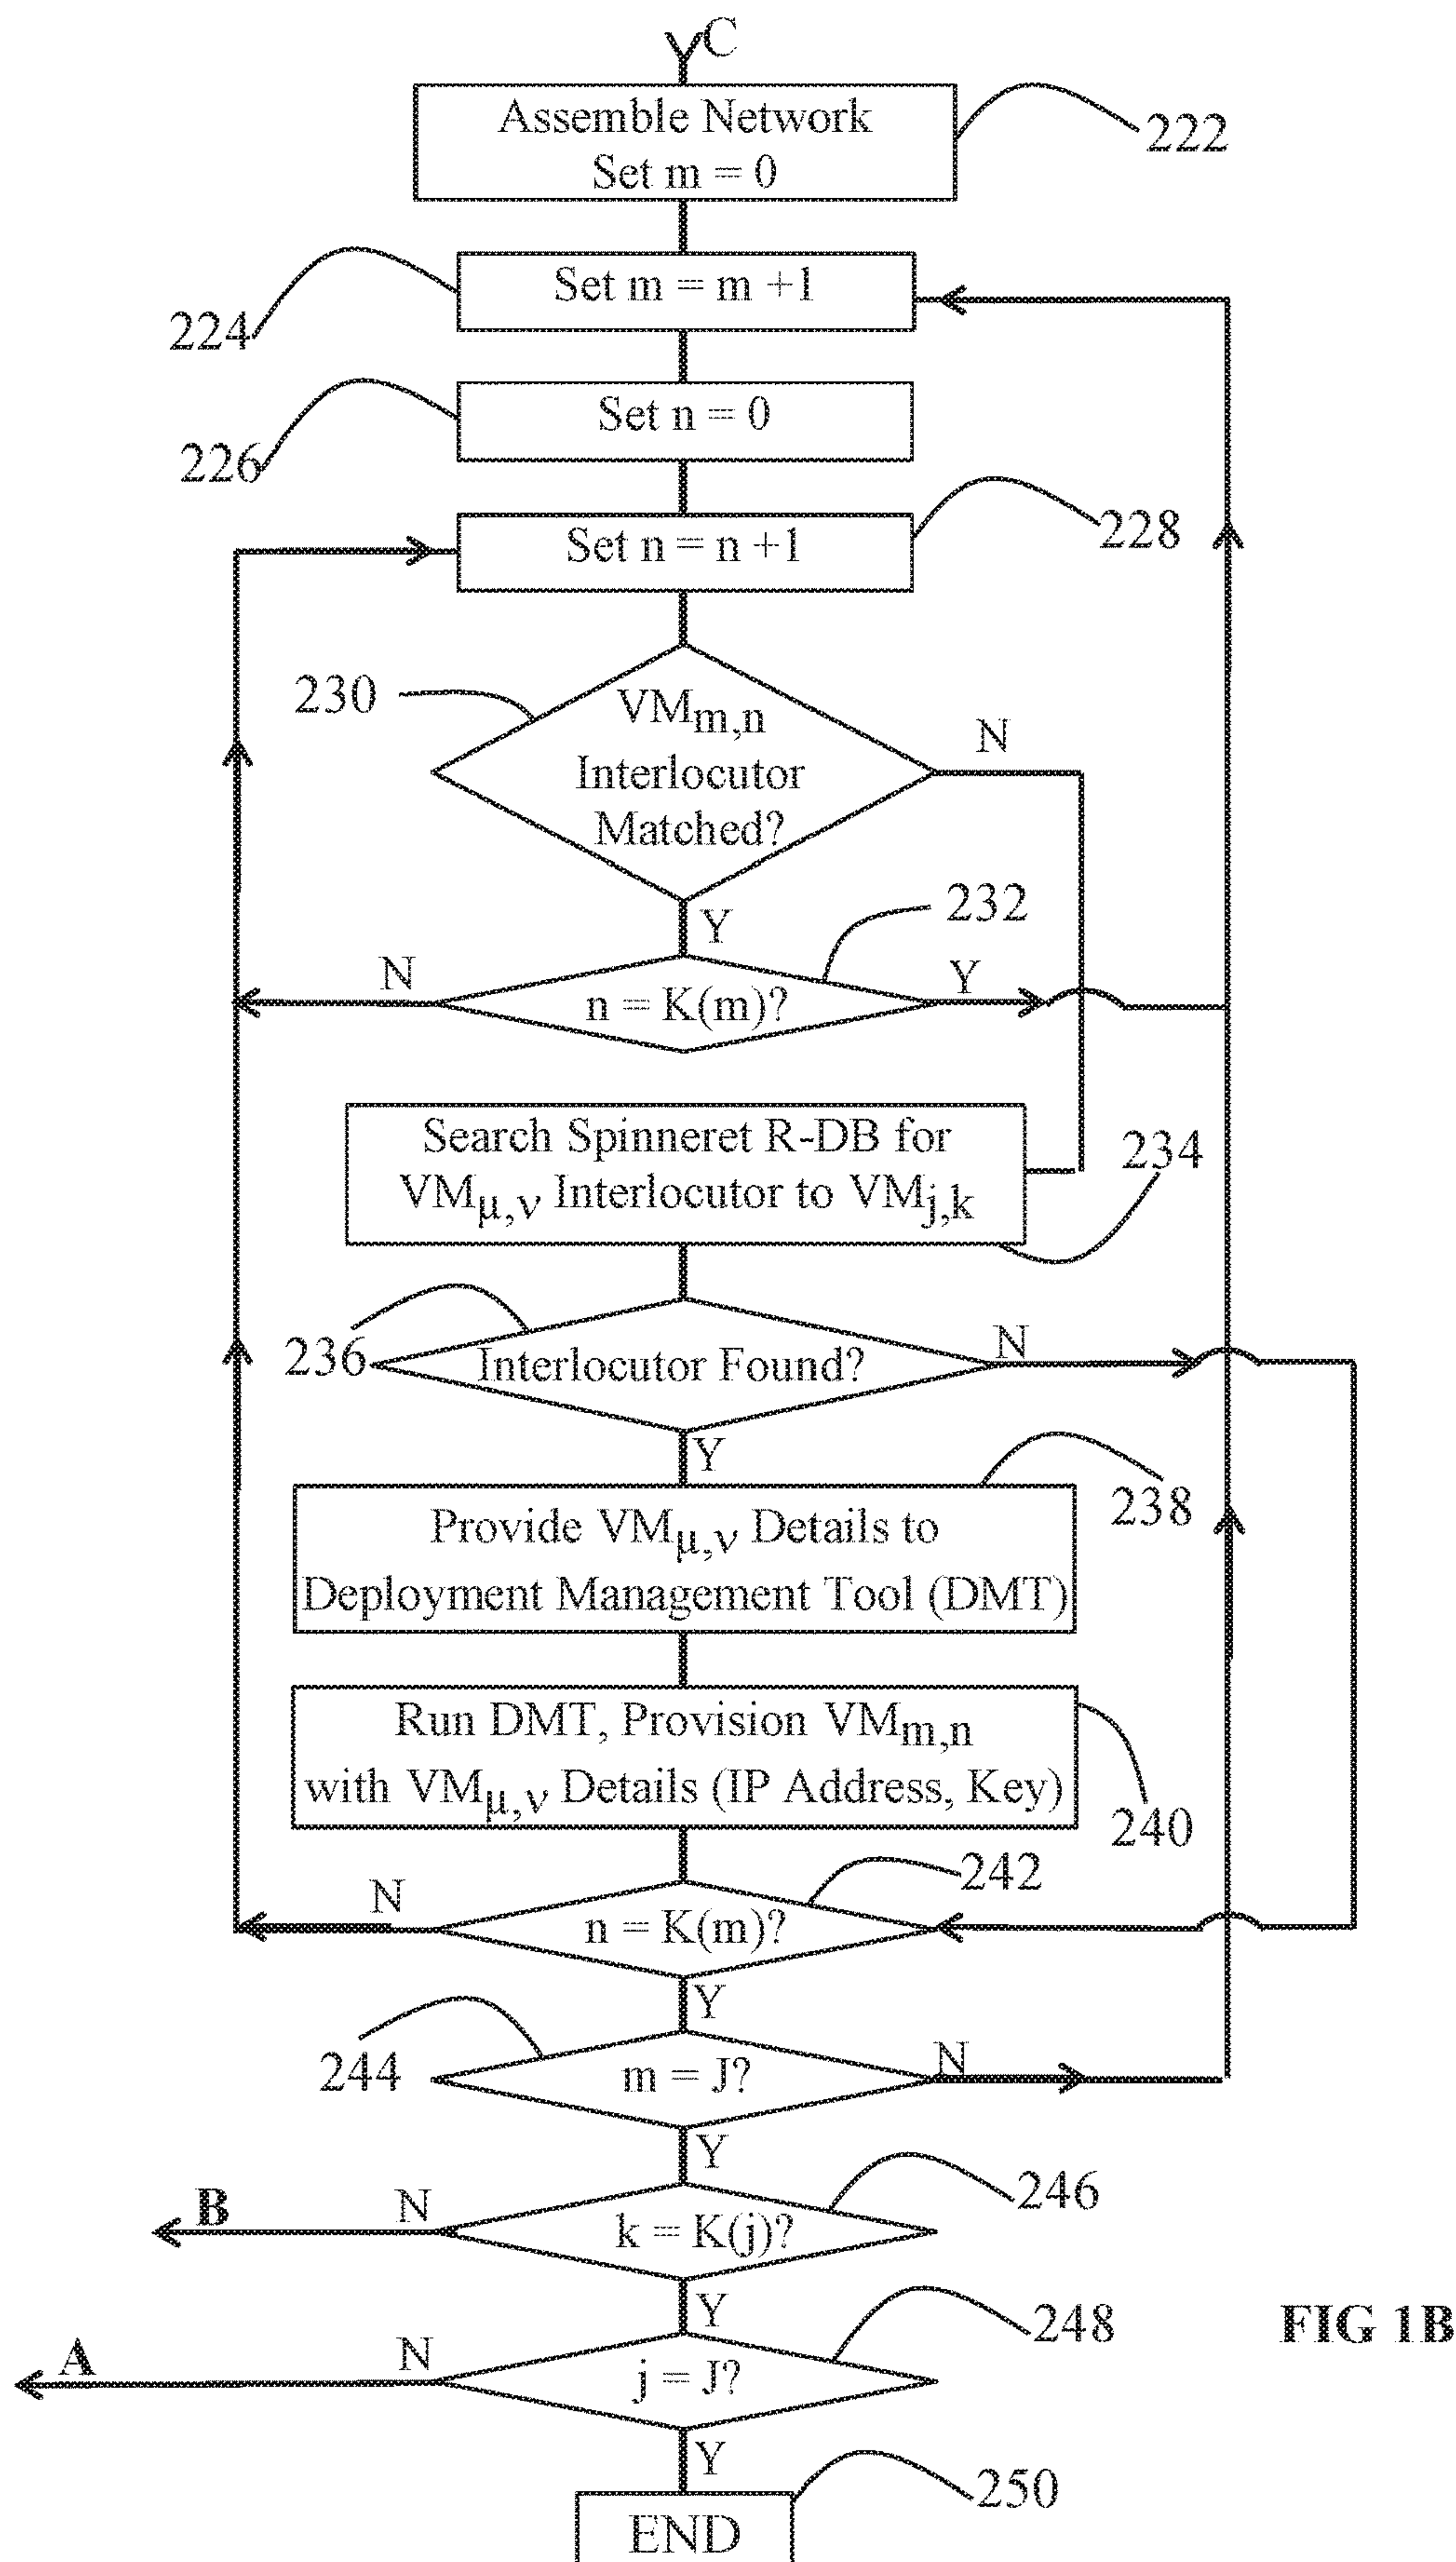 C
Assemble Network
Set m = 0
222
Set m = m +1
224
Set n = 0
226
Set n = n +1
228
230
VMm,n
Interlocutor
Matched?
N
Y
232
N
n = K(m)?
Y
Search Spinneret R-DB for
VMμ,ν Interlocutor to VMj,k
234
236
Interlocutor Found?
N
Y
238
Provide VMμ,ν Details to
Deployment Management Tool (DMT)
Run DMT, Provision VMm,n
with VMμ,ν Details (IP Address, Key)
240
242
N
n = K(m)?
Y
244
m = J?
N
Y
246
B
N
k = K(j)?
Y
248
A
N
j = J?
FIG 1B
Y
250
END